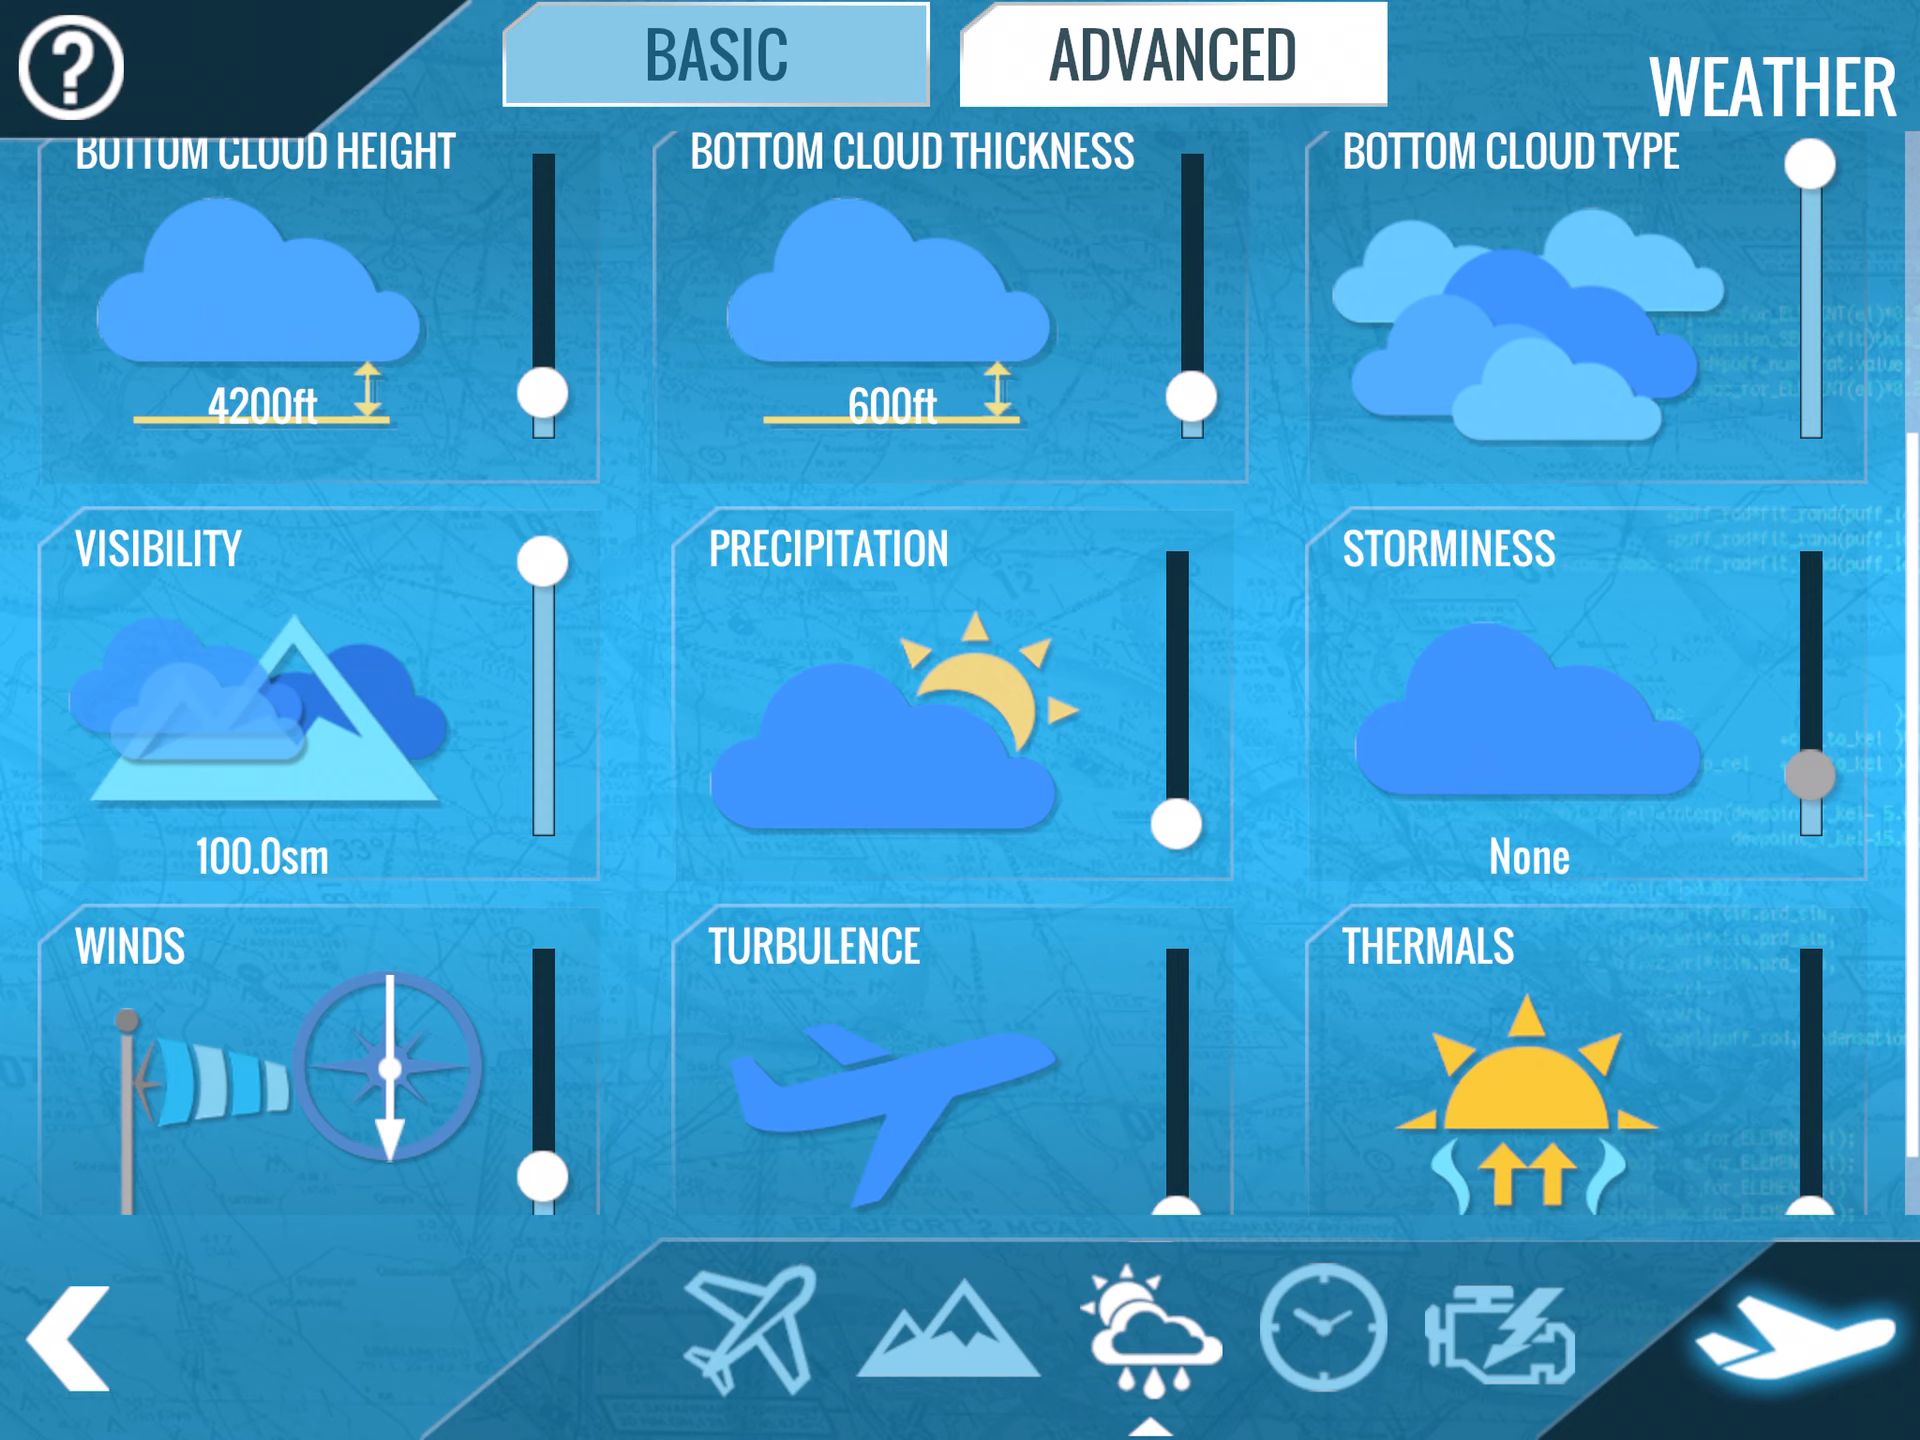 BASIC
ADVANCED
WEATHER
BOTTOM CLOUD HEIGHT
BOTTOM CLOUD THICKNESS
BOTTOM CLOUD TYPE
4200ft
600ft
VISIBILITY
PRECIPITATION
STORMINESS
100.0sm
None
WINDS
TURBULENCE
THERMALS